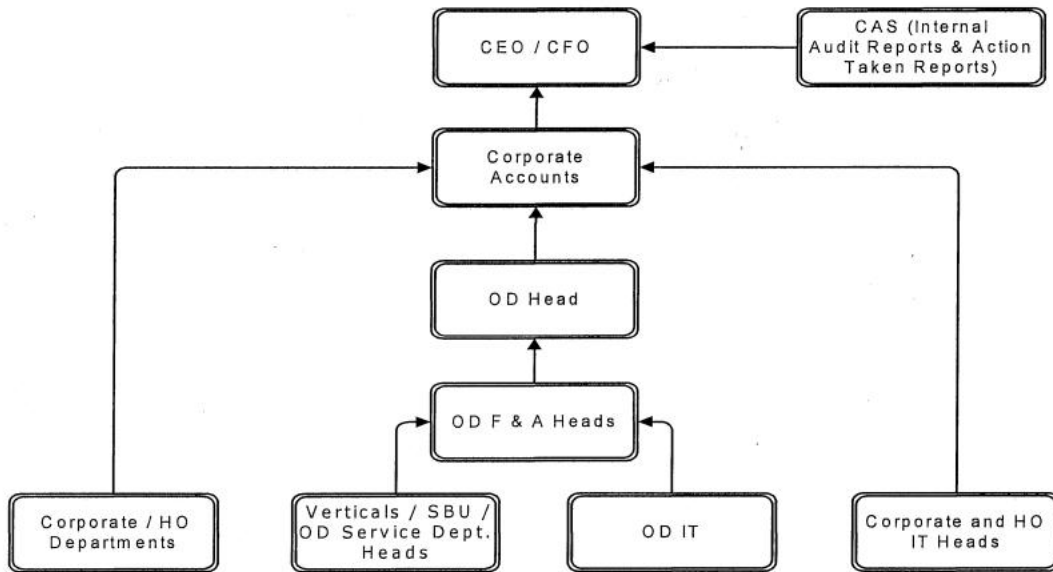 CEO / CFO
CAS (Internal
Audit Reports & Action
Taken Reports)
Corporate
Accounts
OD Head
OD F & A Heads
Corporate / HO
Departments
Verticals / SBU /
OD Service Dept.
Heads
OD IT
Corporate and HO
IT Heads